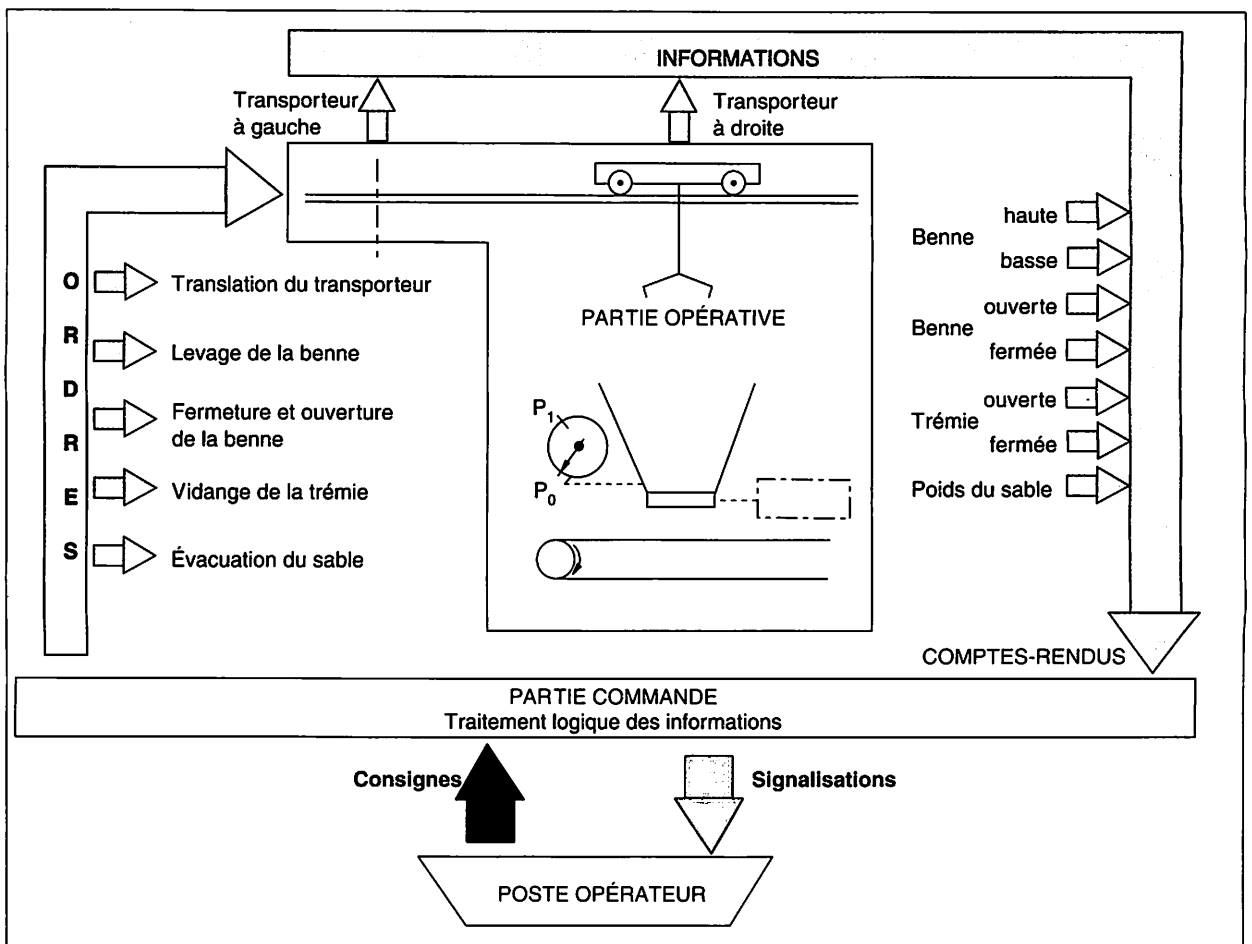 INFORMATIONS
Transporteur
à gauche
Transporteur
à droite
O
R
D
R
E
S
Translation du transporteur
Levage de la benne
Fermeture et ouverture
de la benne
Vidange de la trémie
Évacuation du sable
PARTIE OPÉRATIVE
P1
P0
Benne
haute
basse
Benne
ouverte
fermée
Trémie
ouverte
fermée
Poids du sable
COMPTES-RENDUS
PARTIE COMMANDE
Traitement logique des informations
Consignes
Signalisations
POSTE OPÉRATEUR